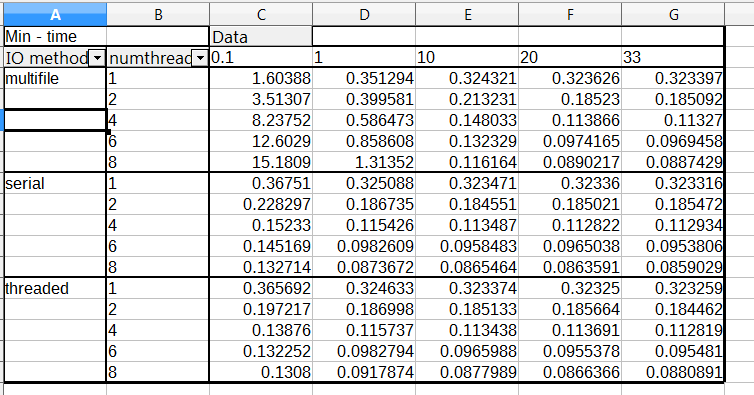 A B C D E F G
Min - time Data
IO method numthread 0.1 1 10 20 33
multifile 1 1.60388 0.351294 0.324321 0.323626 0.323397
2 3.51307 0.399581 0.213231 0.18523 0.185092
4 8.23752 0.586473 0.148033 0.113866 0.11327
6 12.6029 0.858608 0.132329 0.0974165 0.0969458
8 15.1809 1.31352 0.116164 0.0890217 0.0887429
serial 1 0.36751 0.325088 0.323471 0.32336 0.323316
2 0.228297 0.186735 0.184551 0.185021 0.185472
4 0.15233 0.115426 0.113487 0.112822 0.112934
6 0.145169 0.0982609 0.0958483 0.0965038 0.0953806
8 0.132714 0.0873672 0.0865464 0.0863591 0.0859029
threaded 1 0.365692 0.324633 0.323374 0.32325 0.323259
2 0.197217 0.186998 0.185133 0.185664 0.184462
4 0.13876 0.115737 0.113438 0.113691 0.112819
6 0.132252 0.0982794 0.0965988 0.0955378 0.095481
8 0.1308 0.0917874 0.0877989 0.0866366 0.0880891